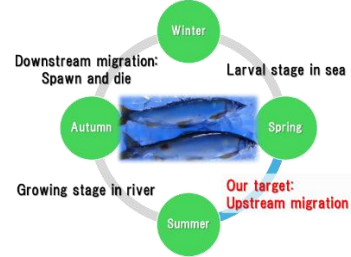 Winter
Downstream migration:
Spawn and die
Larval stage in sea
Autumn
Spring
Growing stage in river
Our target:
Upstream migration
Summer